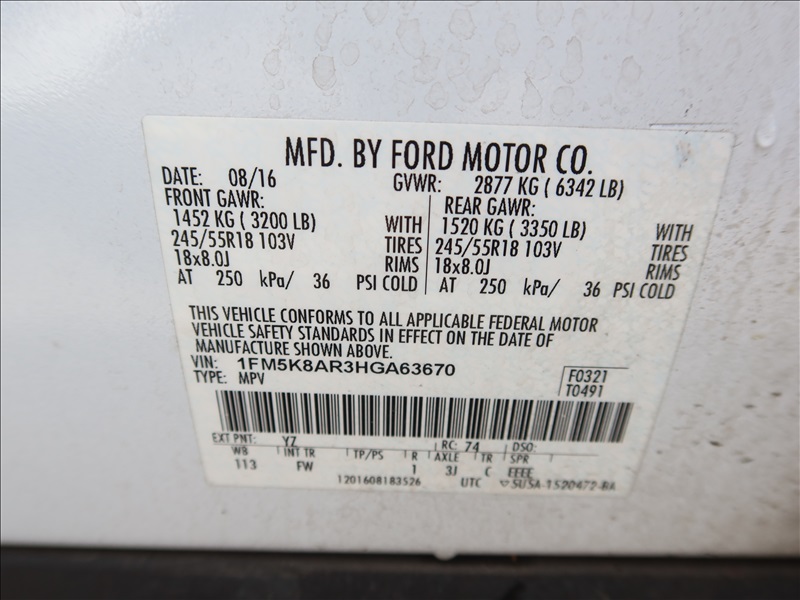 MFD. BY FORD MOTOR CO.
DATE: 08/16 GVWR: 2877 KG ( 6342 LB)
FRONT GAWR: REAR GAWR:
1452 KG ( 3200 LB) WITH 1520 KG ( 3350 LB) WITH
245/55R18 103V TIRES 245/55R18 103V TIRES
18x8.0J RIMS 18x8.0J RIMS
AT 250 kPa/ 36 PSI COLD AT 250 kPa/ 36 PSI COLD
THIS VEHICLE CONFORMS TO ALL APPLICABLE FEDERAL MOTOR
VEHICLE SAFETY STANDARDS IN EFFECT ON THE DATE OF
MANUFACTURE SHOWN ABOVE.
VIN: 1FM5K8AR3HGA63670 F0321
TYPE: MPV T0491
EXT PNT: YZ RC: 74 DSO:
WB INT TR TP/PS R AXLE TR SPR
113 FW 1 3J C EEEE
1201608183526 UTC 5U5A-1520472-BA